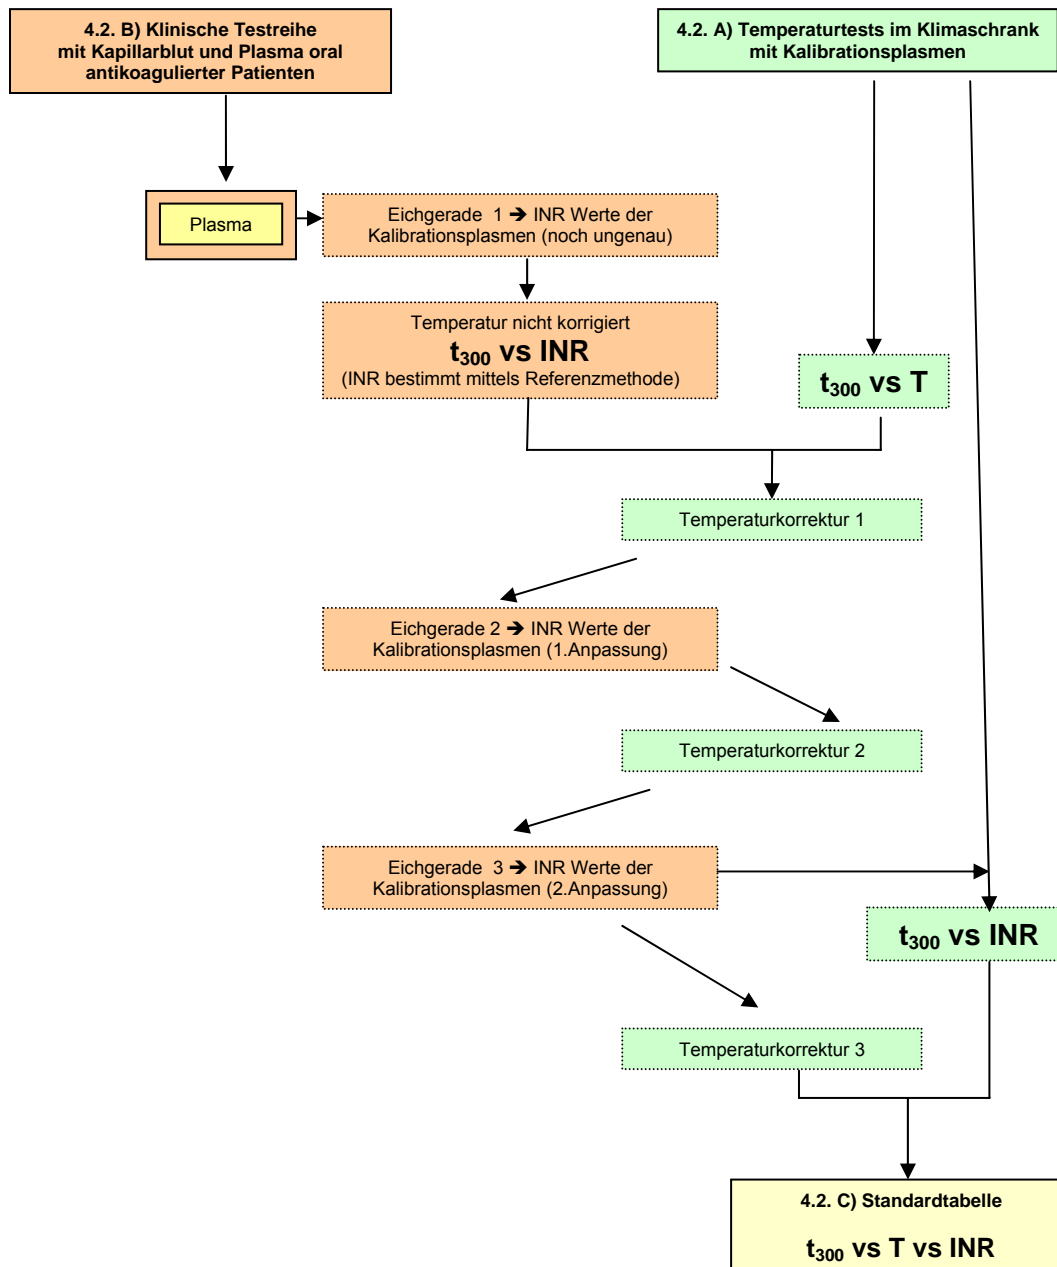 4.2. B) Klinische Testreihe
mit Kapillarblut und Plasma oral
antikoagulierter Patienten
4.2. A) Temperaturtests im Klimaschrank
mit Kalibrationsplasmen
Plasma
Eichgerade 1 ➔ INR Werte der
Kalibrationsplasmen (noch ungenau)
Temperatur nicht korrigiert
t₃₀₀ vs INR
(INR bestimmt mittels Referenzmethode)
t₃₀₀ vs T
Temperaturkorrektur 1
Eichgerade 2 ➔ INR Werte der
Kalibrationsplasmen (1.Anpassung)
Temperaturkorrektur 2
Eichgerade 3 ➔ INR Werte der
Kalibrationsplasmen (2.Anpassung)
t₃₀₀ vs INR
Temperaturkorrektur 3
4.2. C) Standardtabelle
t₃₀₀ vs T vs INR